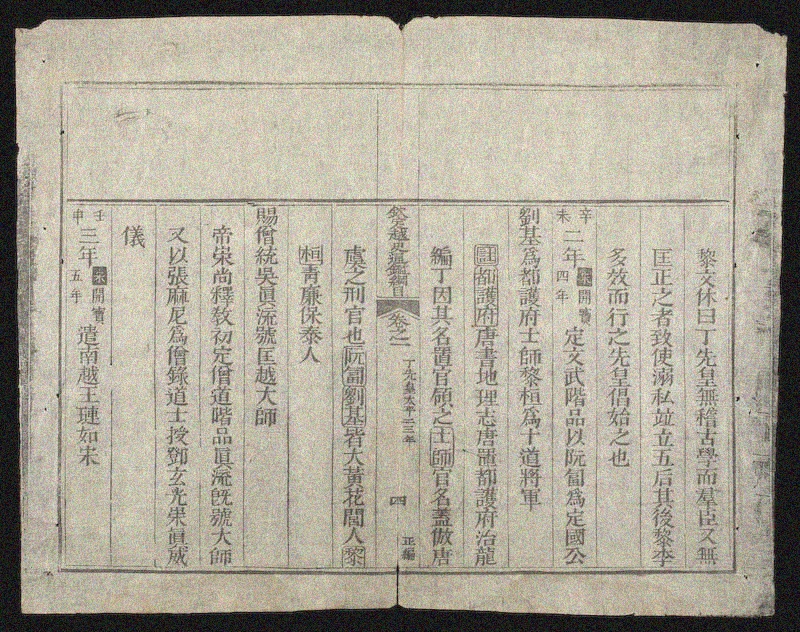 黎文休曰丁先皇無稽古學而羣臣又無
匡正之者致使溺私竝立五后其後黎李
多效而行之先皇倡始之也
辛未二年宋開寶四年定文武階品以阮匐爲定國公
劉基爲都護府士師黎桓爲十道將軍
註都護府唐書地理志唐置都護府治龍
編丁因其名置官領之士師官名蓋倣唐
欽定越史通鑑綱目 卷之一 丁先皇太平二三年 四 正編
虞之刑官也阮匐劉基者大黃花閭人黎
桓青廉保泰人
賜僧統吳眞流號匡越大師
帝崇尚釋教初定僧道階品眞流旣號大師
又以張麻尼爲僧錄道士授鄧玄光崇眞威
儀
壬申三年宋開寶五年遣南越王璉如宋